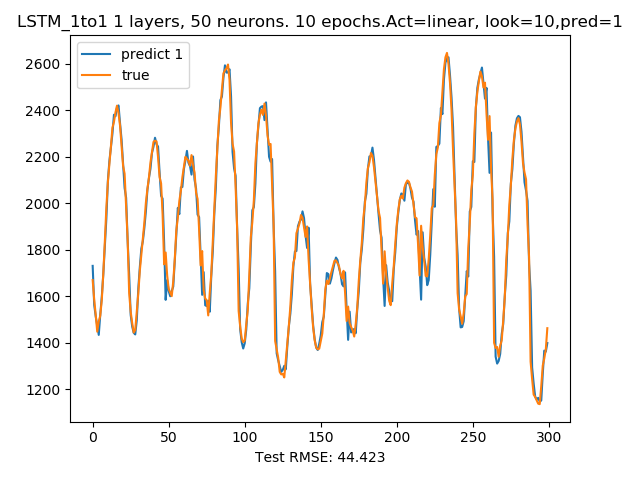 LSTM_1to1 1 layers, 50 neurons. 10 epochs.Act=linear, look=10,pred=1
predict 1
true
2600
2400
2200
2000
1800
1600
1400
1200
0 50 100 150 200 250 300
Test RMSE: 44.423